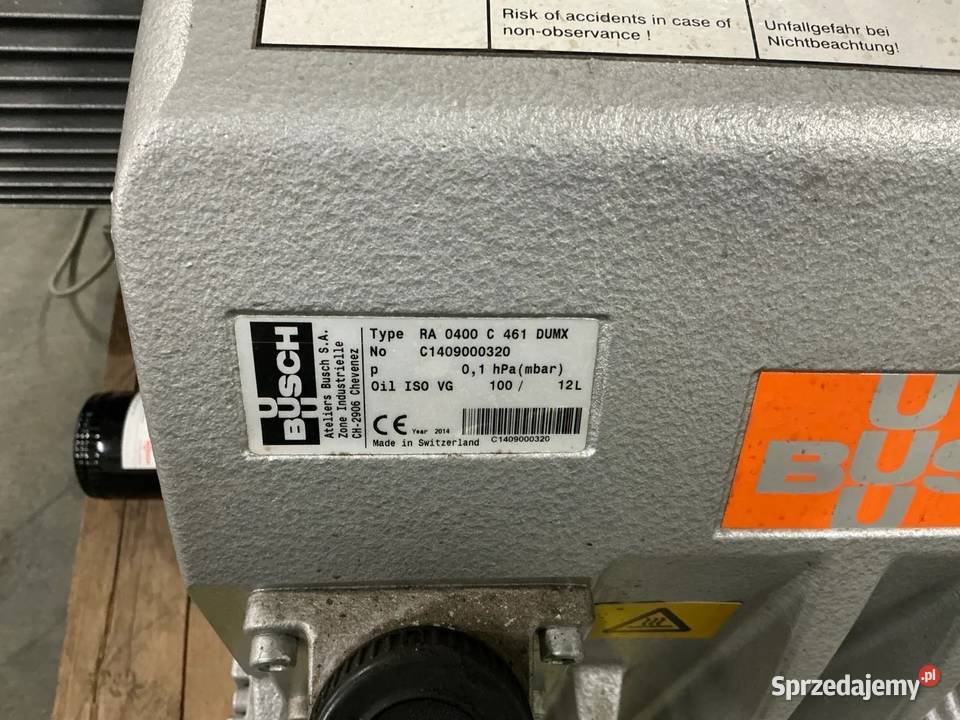 Risk of accidents in case of
non-observance !
Unfallgefahr bei
Nichtbeachtung!
BUSCH
Ateliers Busch S.A.
Zone Industrielle
CH-2906 Chevenez
Type RA 0400 C 461 DUMX
No C1409000320
p 0,1 hPa(mbar)
Oil ISO VG 100 / 12L
CE Year 2014
Made in Switzerland
C1409000320
U
BUS
U
Sprzedajemy.pl